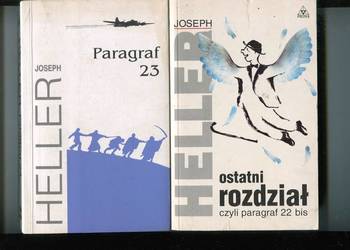 Paragraf
23
JOSEPH
HELLER
JOSEPH
HELLER
ostatni
rozdział
czyli paragraf 22 bis